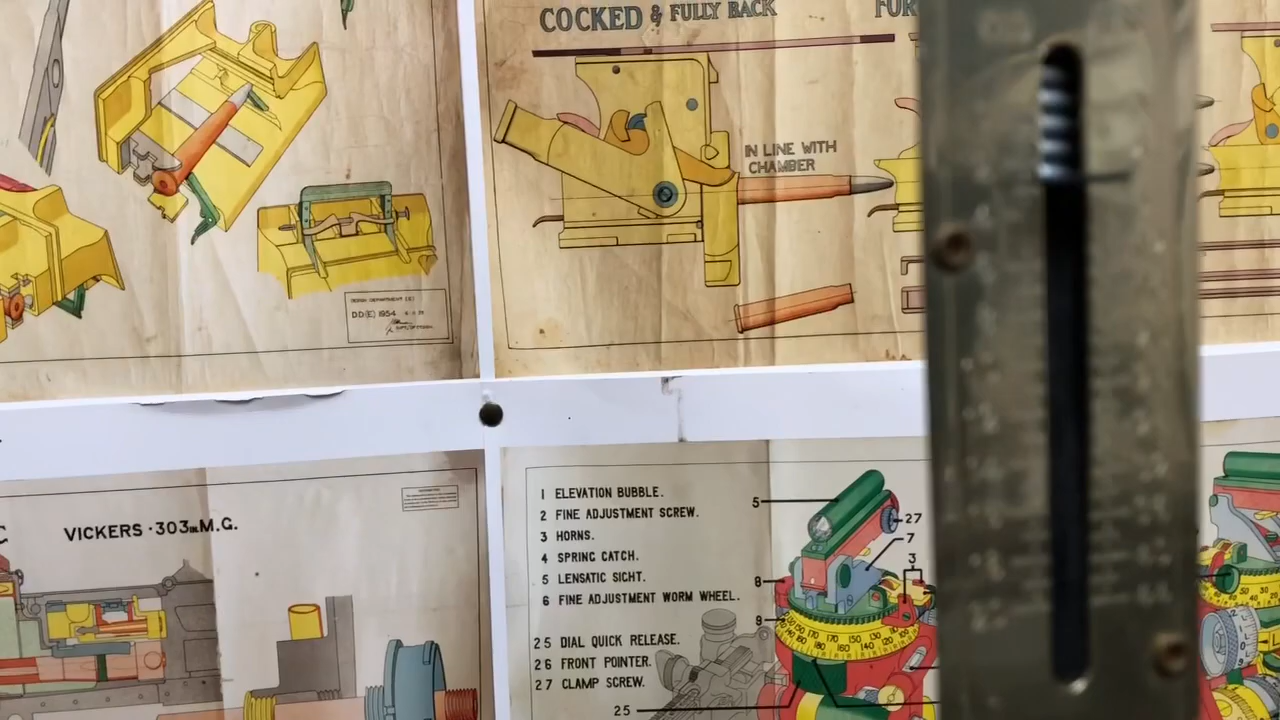 COCKED & FULLY BACK
FOR
IN LINE WITH
CHAMBER
DD(E) 1954
VICKERS ·303 IN M.G.
1 ELEVATION BUBBLE.
2 FINE ADJUSTMENT SCREW.
3 HORNS.
4 SPRING CATCH.
5 LENSATIC SIGHT.
6 FINE ADJUSTMENT WORM WHEEL.
25 DIAL QUICK RELEASE.
26 FRONT POINTER.
27 CLAMP SCREW.
5
27
7
3
8
9
25